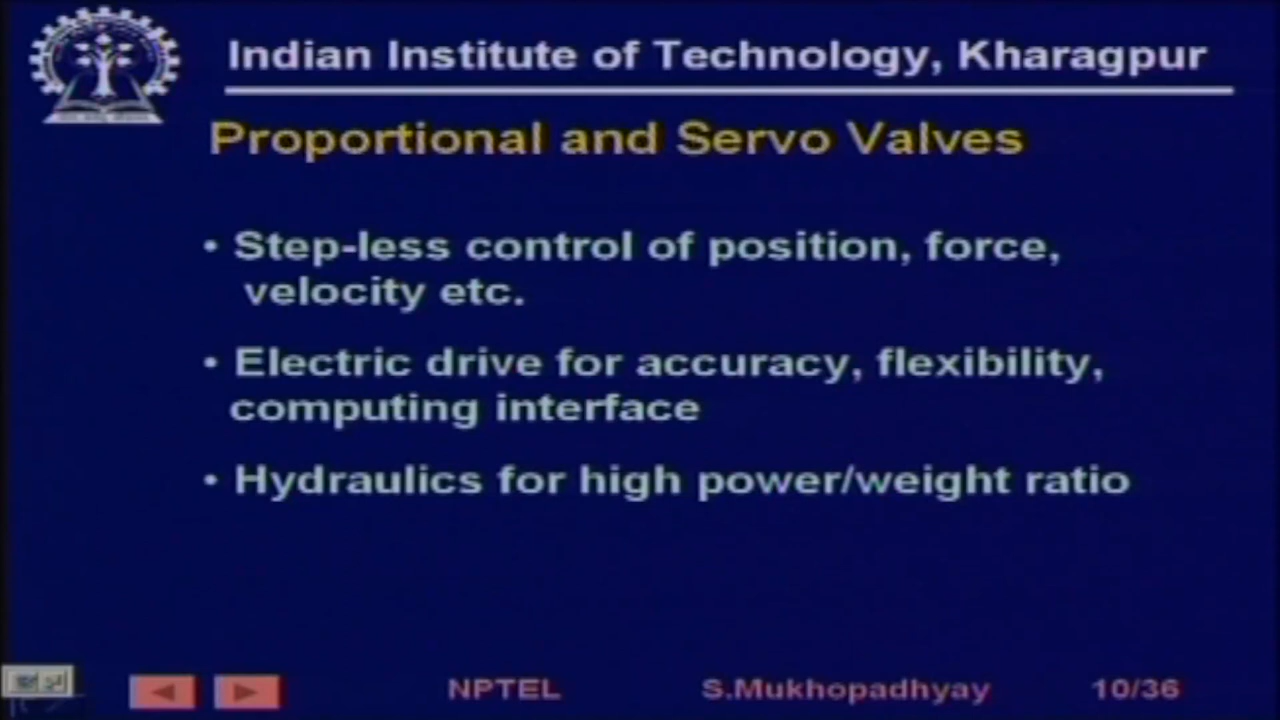 Indian Institute of Technology, Kharagpur
Proportional and Servo Valves
• Step-less control of position, force,
velocity etc.
• Electric drive for accuracy, flexibility,
computing interface
• Hydraulics for high power/weight ratio
NPTEL S.Mukhopadhyay 10/36